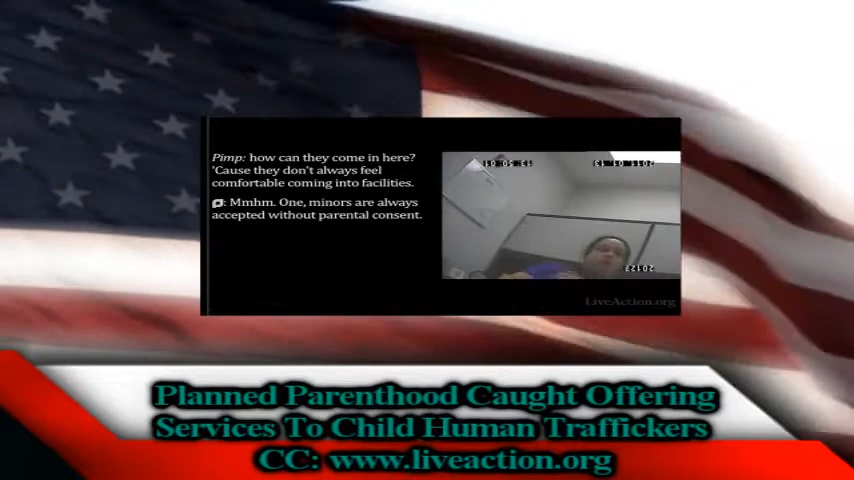 Pimp: how can they come in here?
'Cause they don't always feel
comfortable coming into facilities.
: Mmhm. One, minors are always
accepted without parental consent.
LiveAction.org
Planned Parenthood Caught Offering
Services To Child Human Traffickers
CC: www.liveaction.org